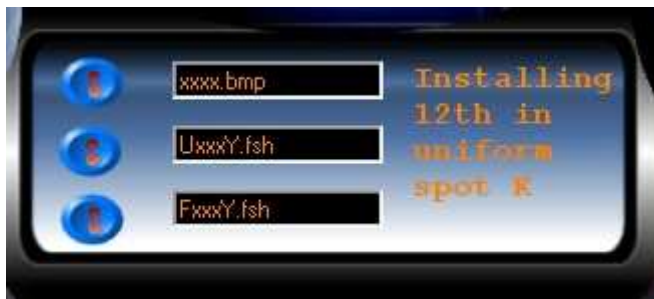 xxxx.bmp
UxxxY.fsh
FxxxY.fsh
Installing
12th in
uniform
spot K